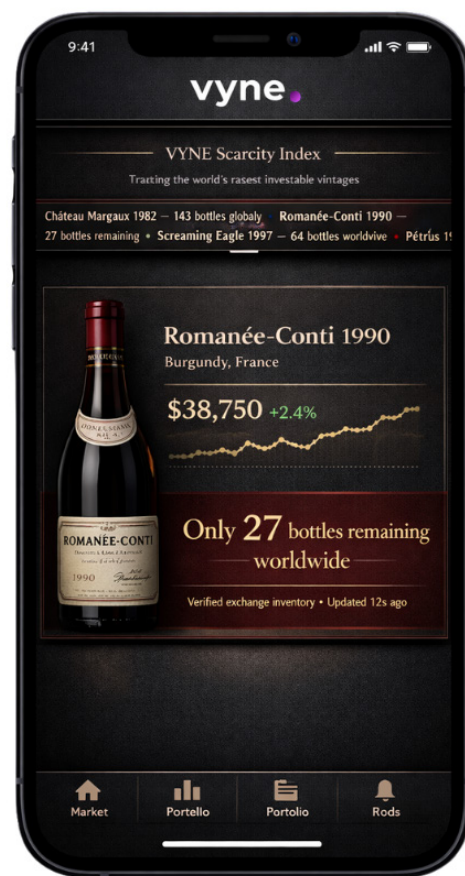 9:41
vyne.
VYNE Scarcity Index
Tratting the world's rasest investable vintages
Château Margaux 1982 — 143 bottles globaly Romanée-Conti 1990 —
27 bottles remaining • Screaming Eagle 1997 — 64 bottles worldvive • Pétrus 19
Romanée-Conti 1990
Burgundy, France
$38,750 +2.4%
Only 27 bottles remaining
worldwide
Verified exchange inventory • Updated 12s ago
ROMANÉE-CONTI
1990
Market
Portello
Portolio
Rods